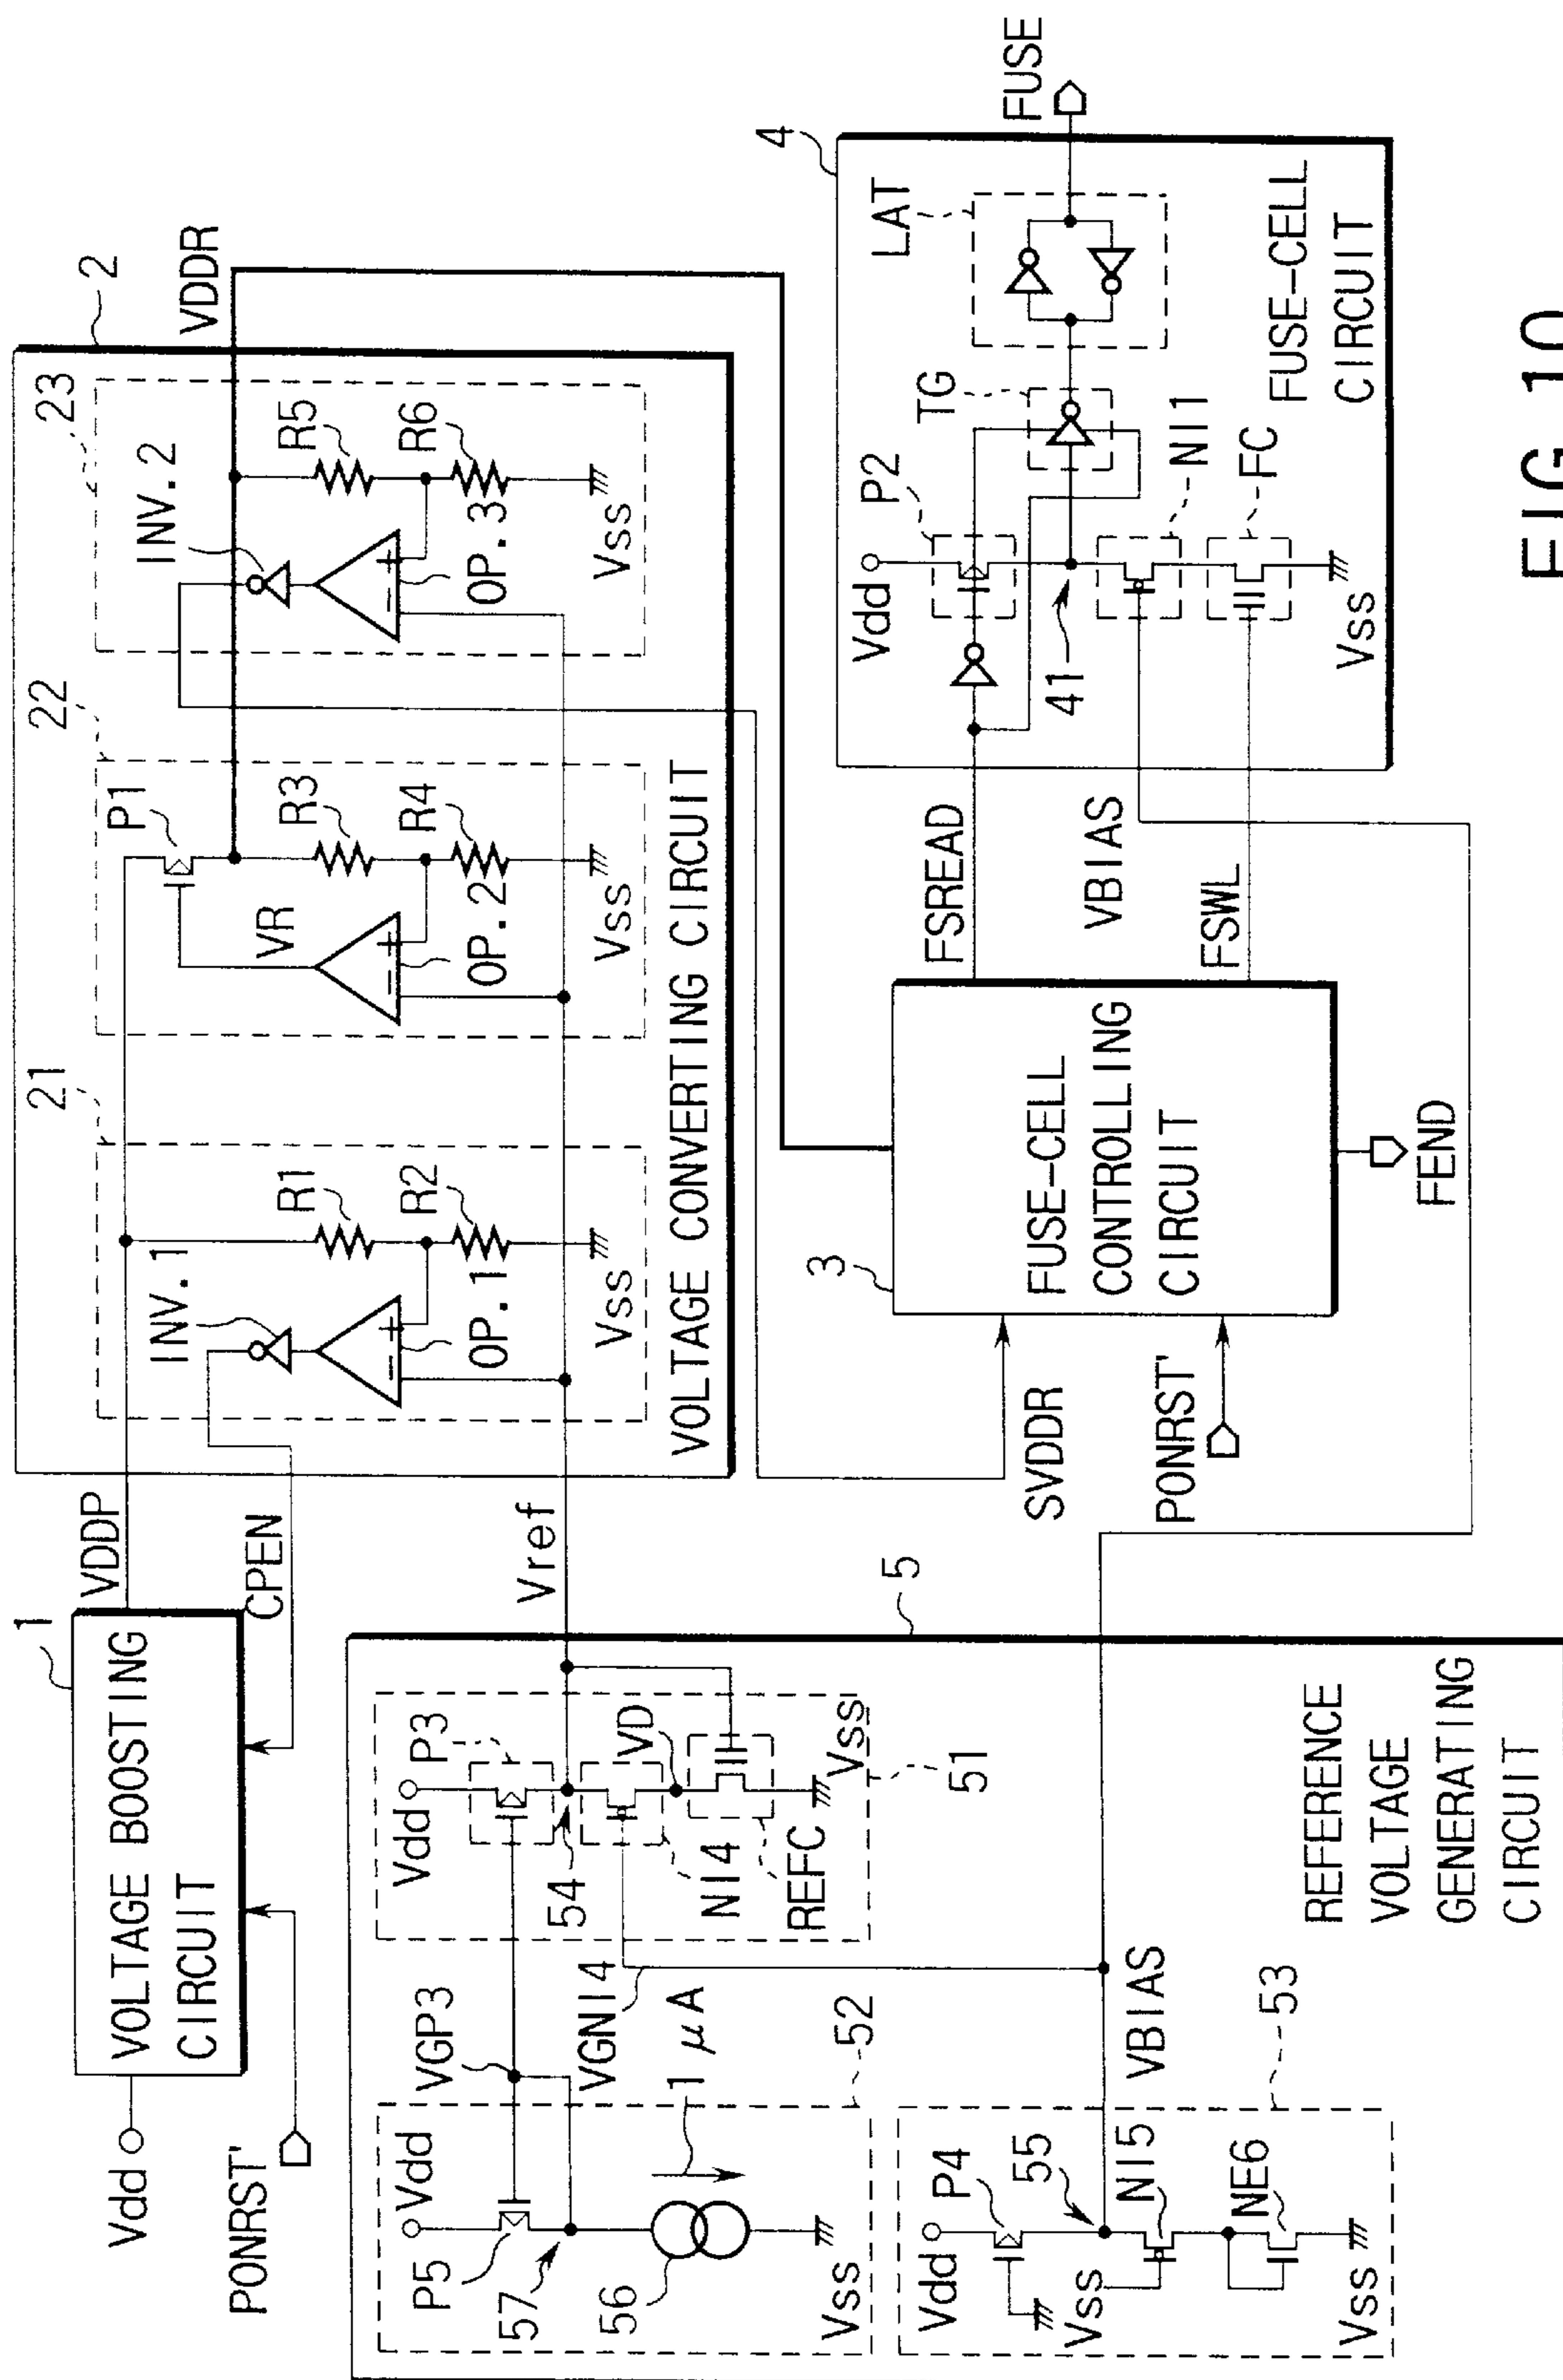 Vdd
PONRST'
1
VOLTAGE BOOSTING
CIRCUIT
VDDP
CPEN
2
VDDR
21
INV.1
R1
R2
OP.1
Vss
22
P1
VR
R3
R4
OP.2
Vss
23
INV.2
R5
R6
OP.3
Vss
VOLTAGE CONVERTING CIRCUIT
Vref
5
P5
Vdd
57
56
Vss
1 μA
52
VGP3
VGNI4
Vdd
P3
54
VD
NI4
REFC
Vss
51
Vdd
P4
55
Vss
NI5
NE6
Vss
53
VBIAS
REFERENCE
VOLTAGE
GENERATING
CIRCUIT
SVDDR
PONRST'
3
FUSE-CELL
CONTROLLING
CIRCUIT
FEND
FSREAD
VBIAS
FSWL
4
Vdd
P2
41
TG
LAT
NI1
FC
Vss
FUSE-CELL
CIRCUIT
FUSE
FIG.10